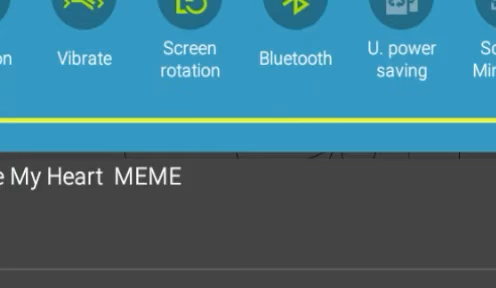 Vibrate
Screen
rotation
Bluetooth
U. power
saving
My Heart MEME